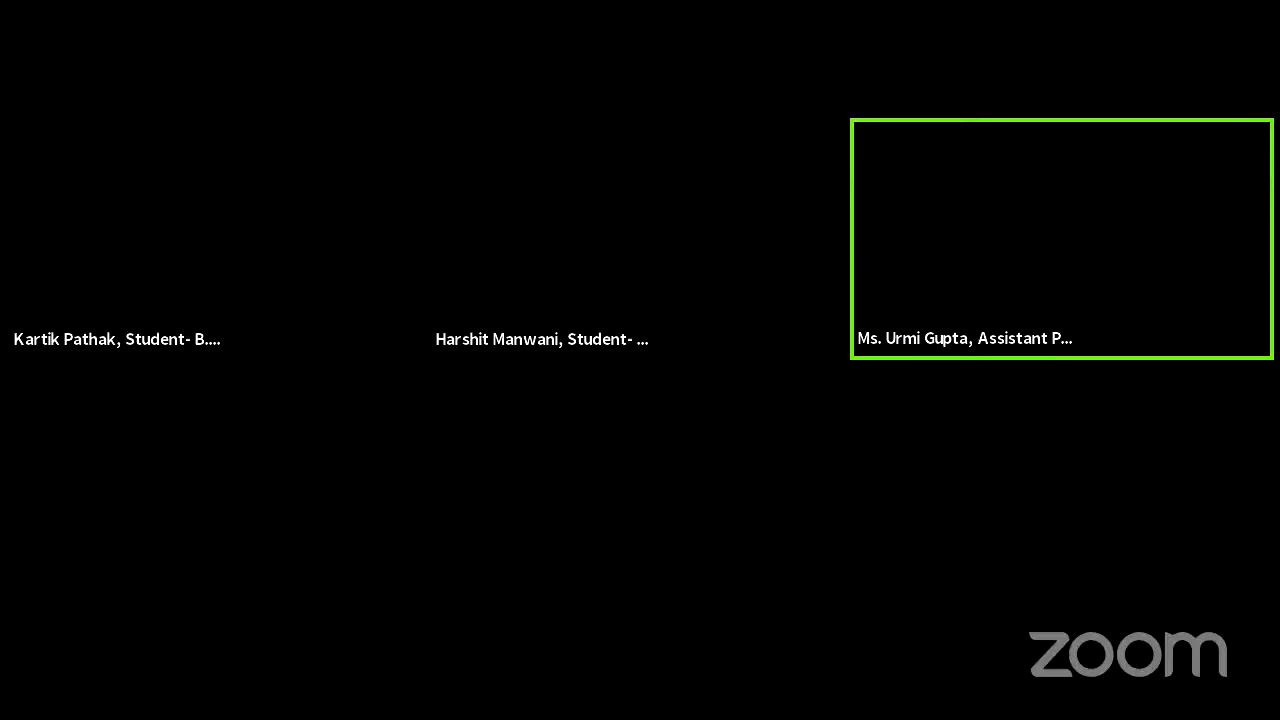 Kartik Pathak, Student- B....
Harshit Manwani, Student- ...
Ms. Urmi Gupta, Assistant P...
zoom